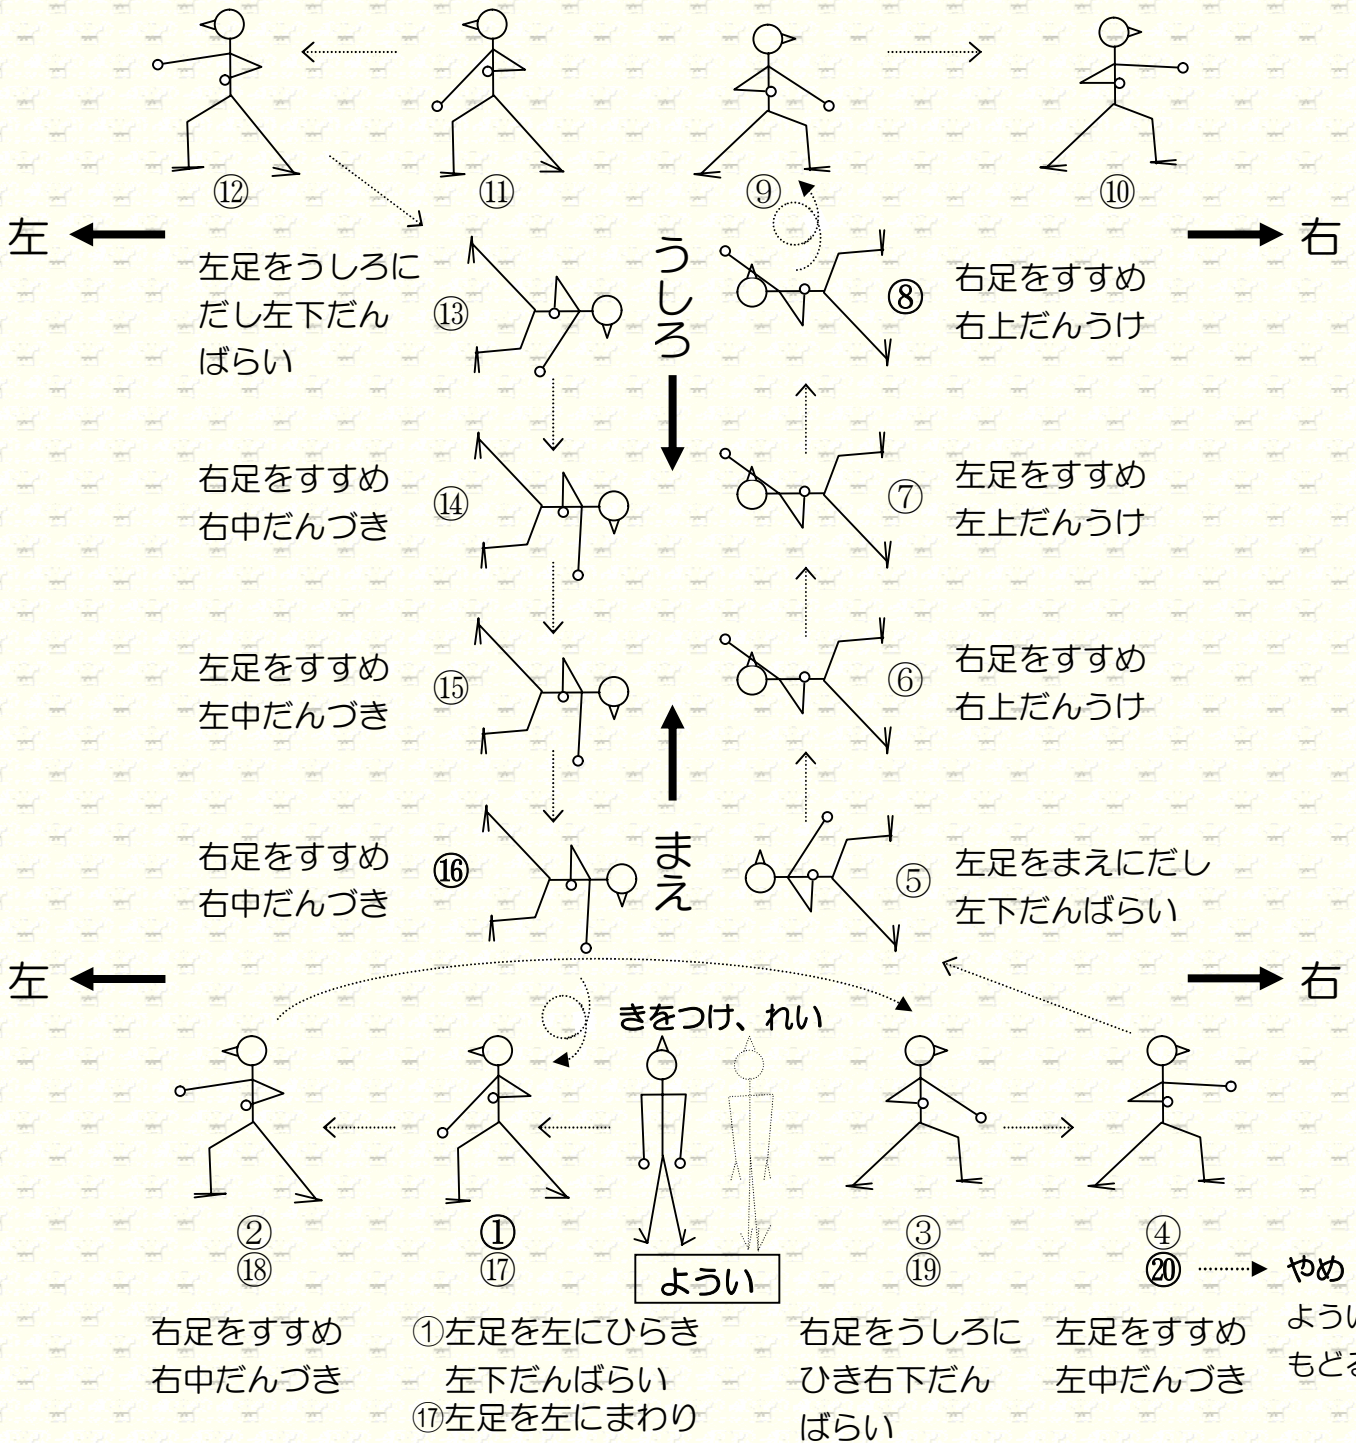 ⑫
⑪
⑨
⑩
左
右
左足をうしろに
だし左下だん
ばらい
⑬
うしろ
⑧
右足をすすめ
右上だんうけ
右足をすすめ
右中だんづき
⑭
⑦
左足をすすめ
左上だんうけ
左足をすすめ
左中だんづき
⑮
⑥
右足をすすめ
右上だんうけ
右足をすすめ
右中だんづき
⑯
まえ
⑤
左足をまえにだし
左下だんばらい
左
右
きをつけ、れい
②
⑱
①
⑰
ようい
③
⑲
④
⑳
やめ
ようい
もどる
右足をすすめ
右中だんづき
①左足を左にひらき
左下だんばらい
⑰左足を左にまわり
右足をうしろに
ひき右下だん
ばらい
左足をすすめ
左中だんづき